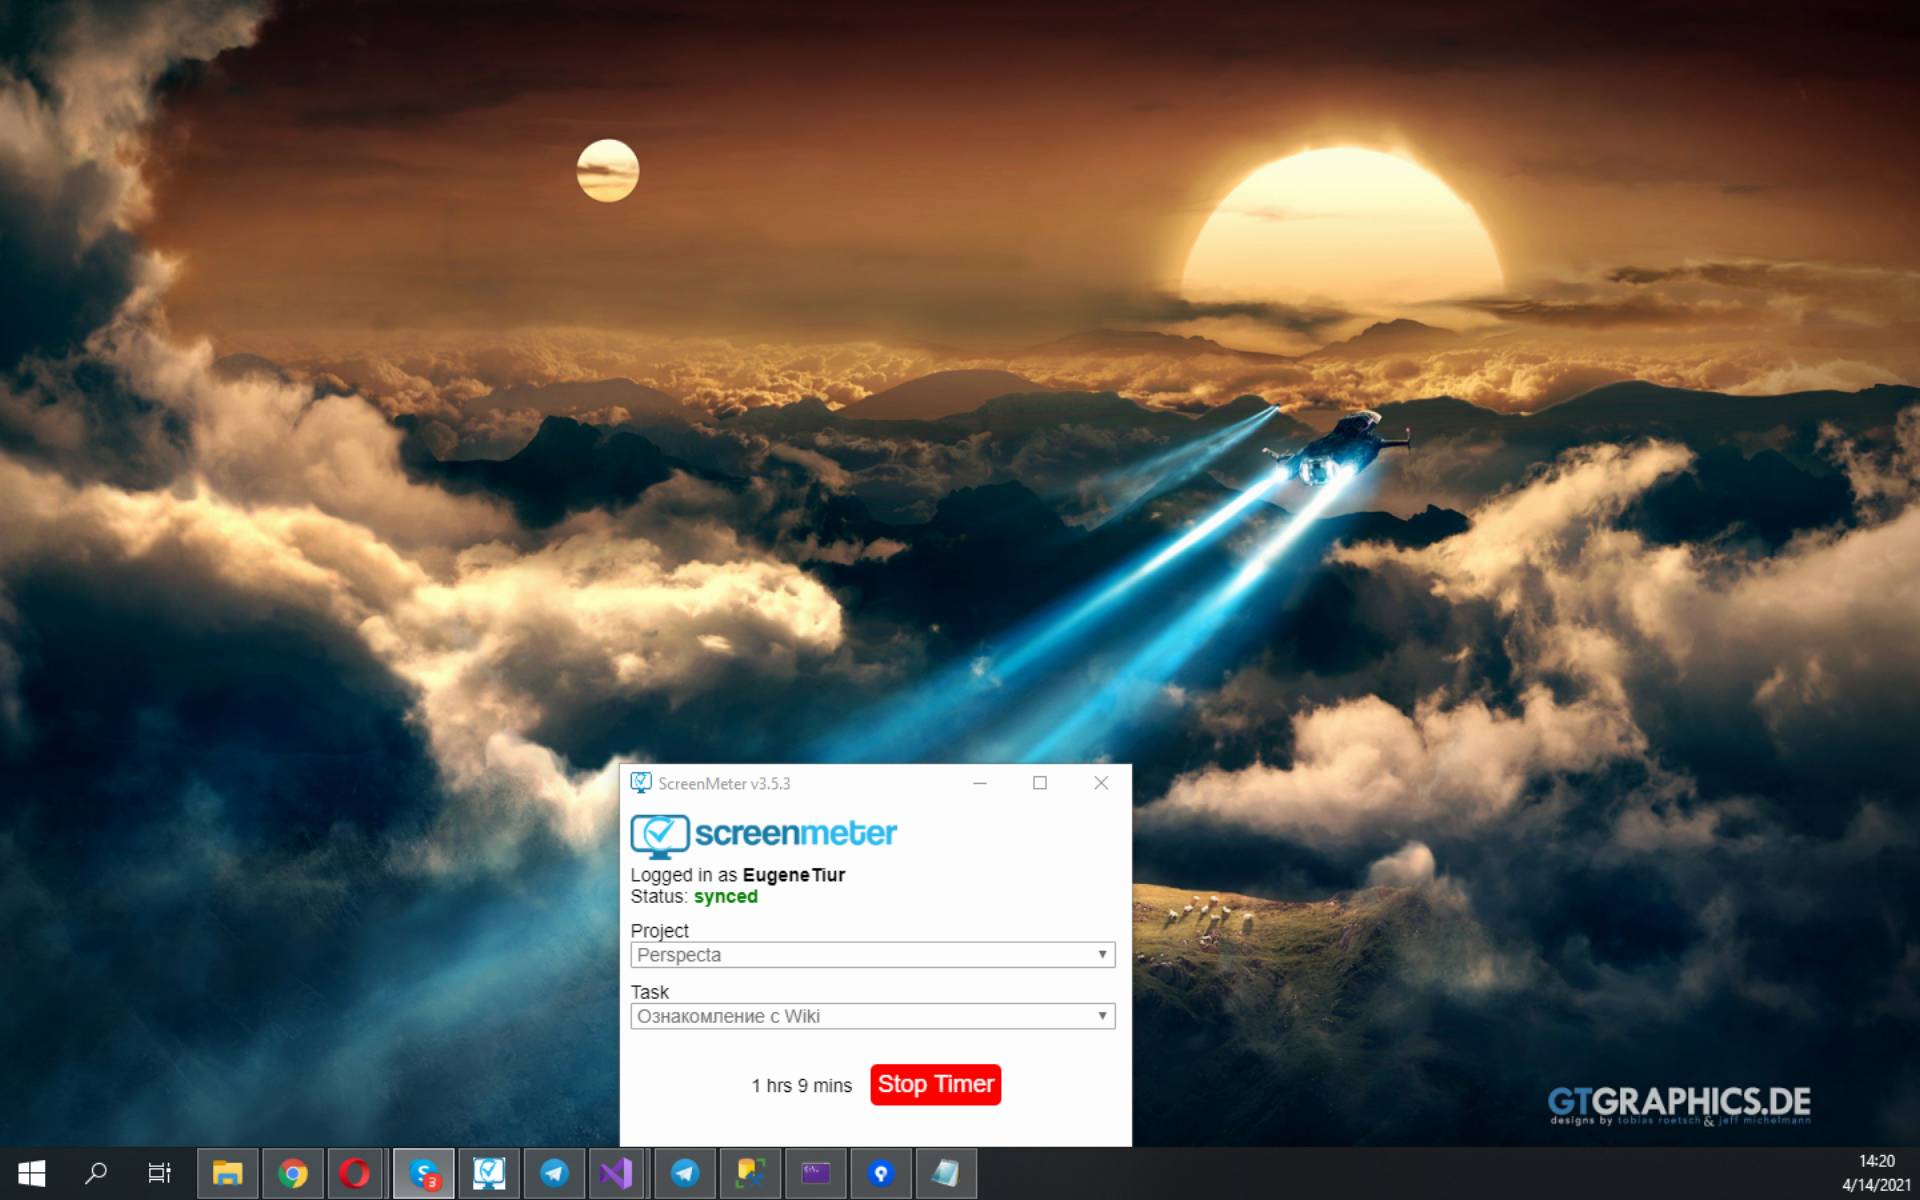 ScreenMeter v3.5.3
screenmeter
Logged in as EugeneTiur
Status: synced
Project
Perspecta
Task
Ознакомление с Wiki
1 hrs 9 mins Stop Timer
GTGRAPHICS.DE
designs by tobias roetsch & jeff michelmann
3
14:20
4/14/2021